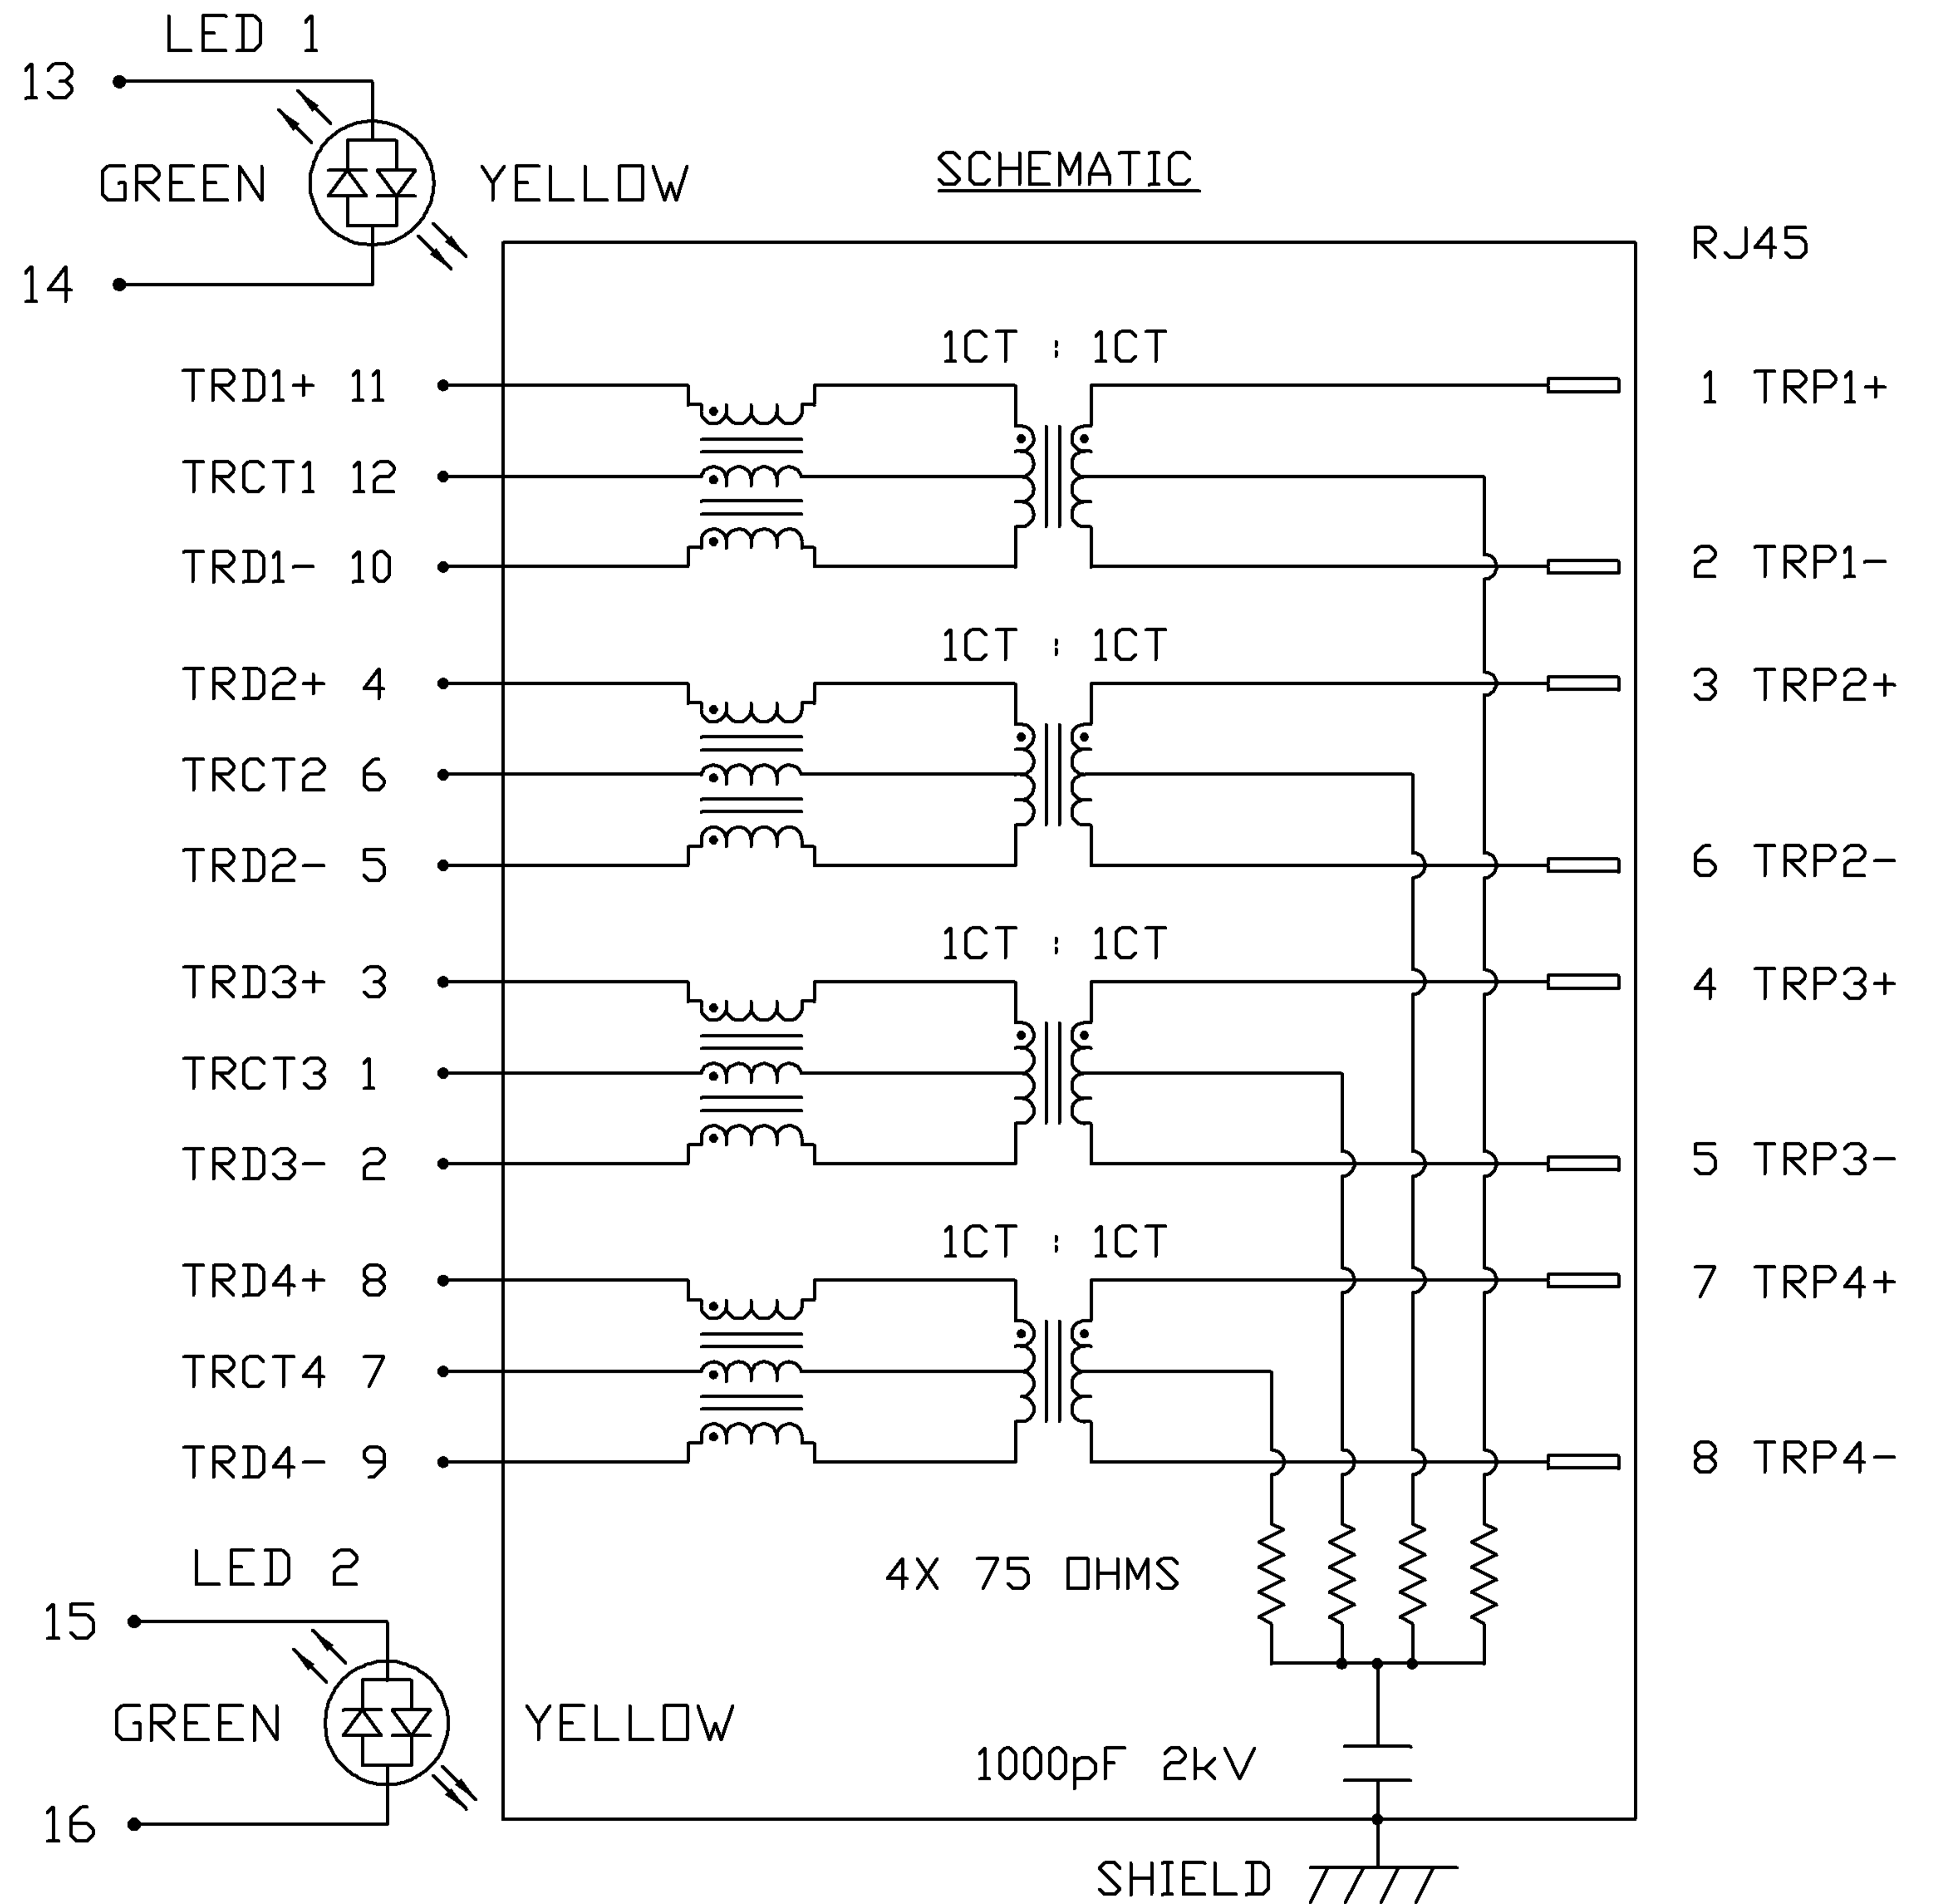 LED 1
13
GREEN YELLOW
SCHEMATIC
14
RJ45
1CT : 1CT
TRD1+ 11
1 TRP1+
TRCT1 12
TRD1- 10
2 TRP1-
1CT : 1CT
TRD2+ 4
3 TRP2+
TRCT2 6
TRD2- 5
6 TRP2-
1CT : 1CT
TRD3+ 3
4 TRP3+
TRCT3 1
TRD3- 2
5 TRP3-
1CT : 1CT
TRD4+ 8
7 TRP4+
TRCT4 7
TRD4- 9
8 TRP4-
LED 2
4X 75 OHMS
15
GREEN YELLOW
1000pF 2kV
16
SHIELD